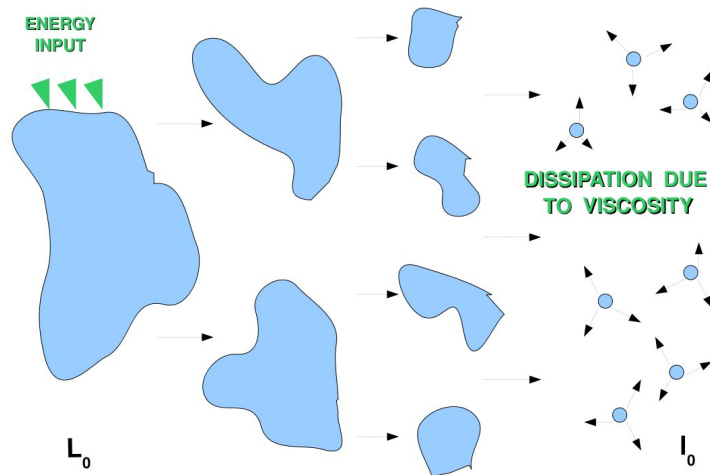 ENERGY
INPUT
DISSIPATION DUE
TO VISCOSITY
L₀
l₀